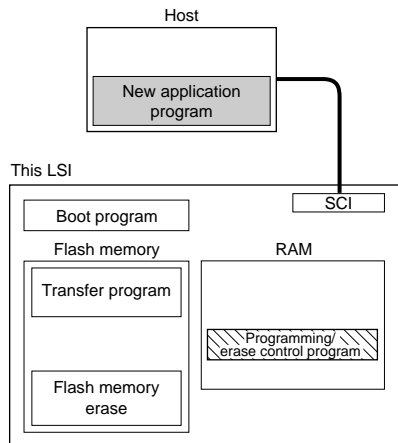 Host
New application
program
This LSI
SCI
Boot program
Flash memory
RAM
Transfer program
Programming/
erase control program
Flash memory
erase